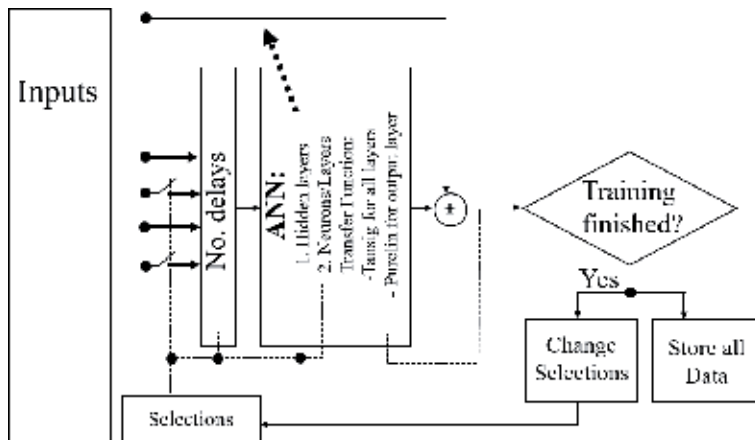 Inputs
No. delays
ANN:
1. Hidden layers
2. Neurons/Layers
Transfer Function:
-Tansig for all layers
- Purelin for output layer
±
Training
finished?
Yes
Change
Selections
Store all
Data
Selections